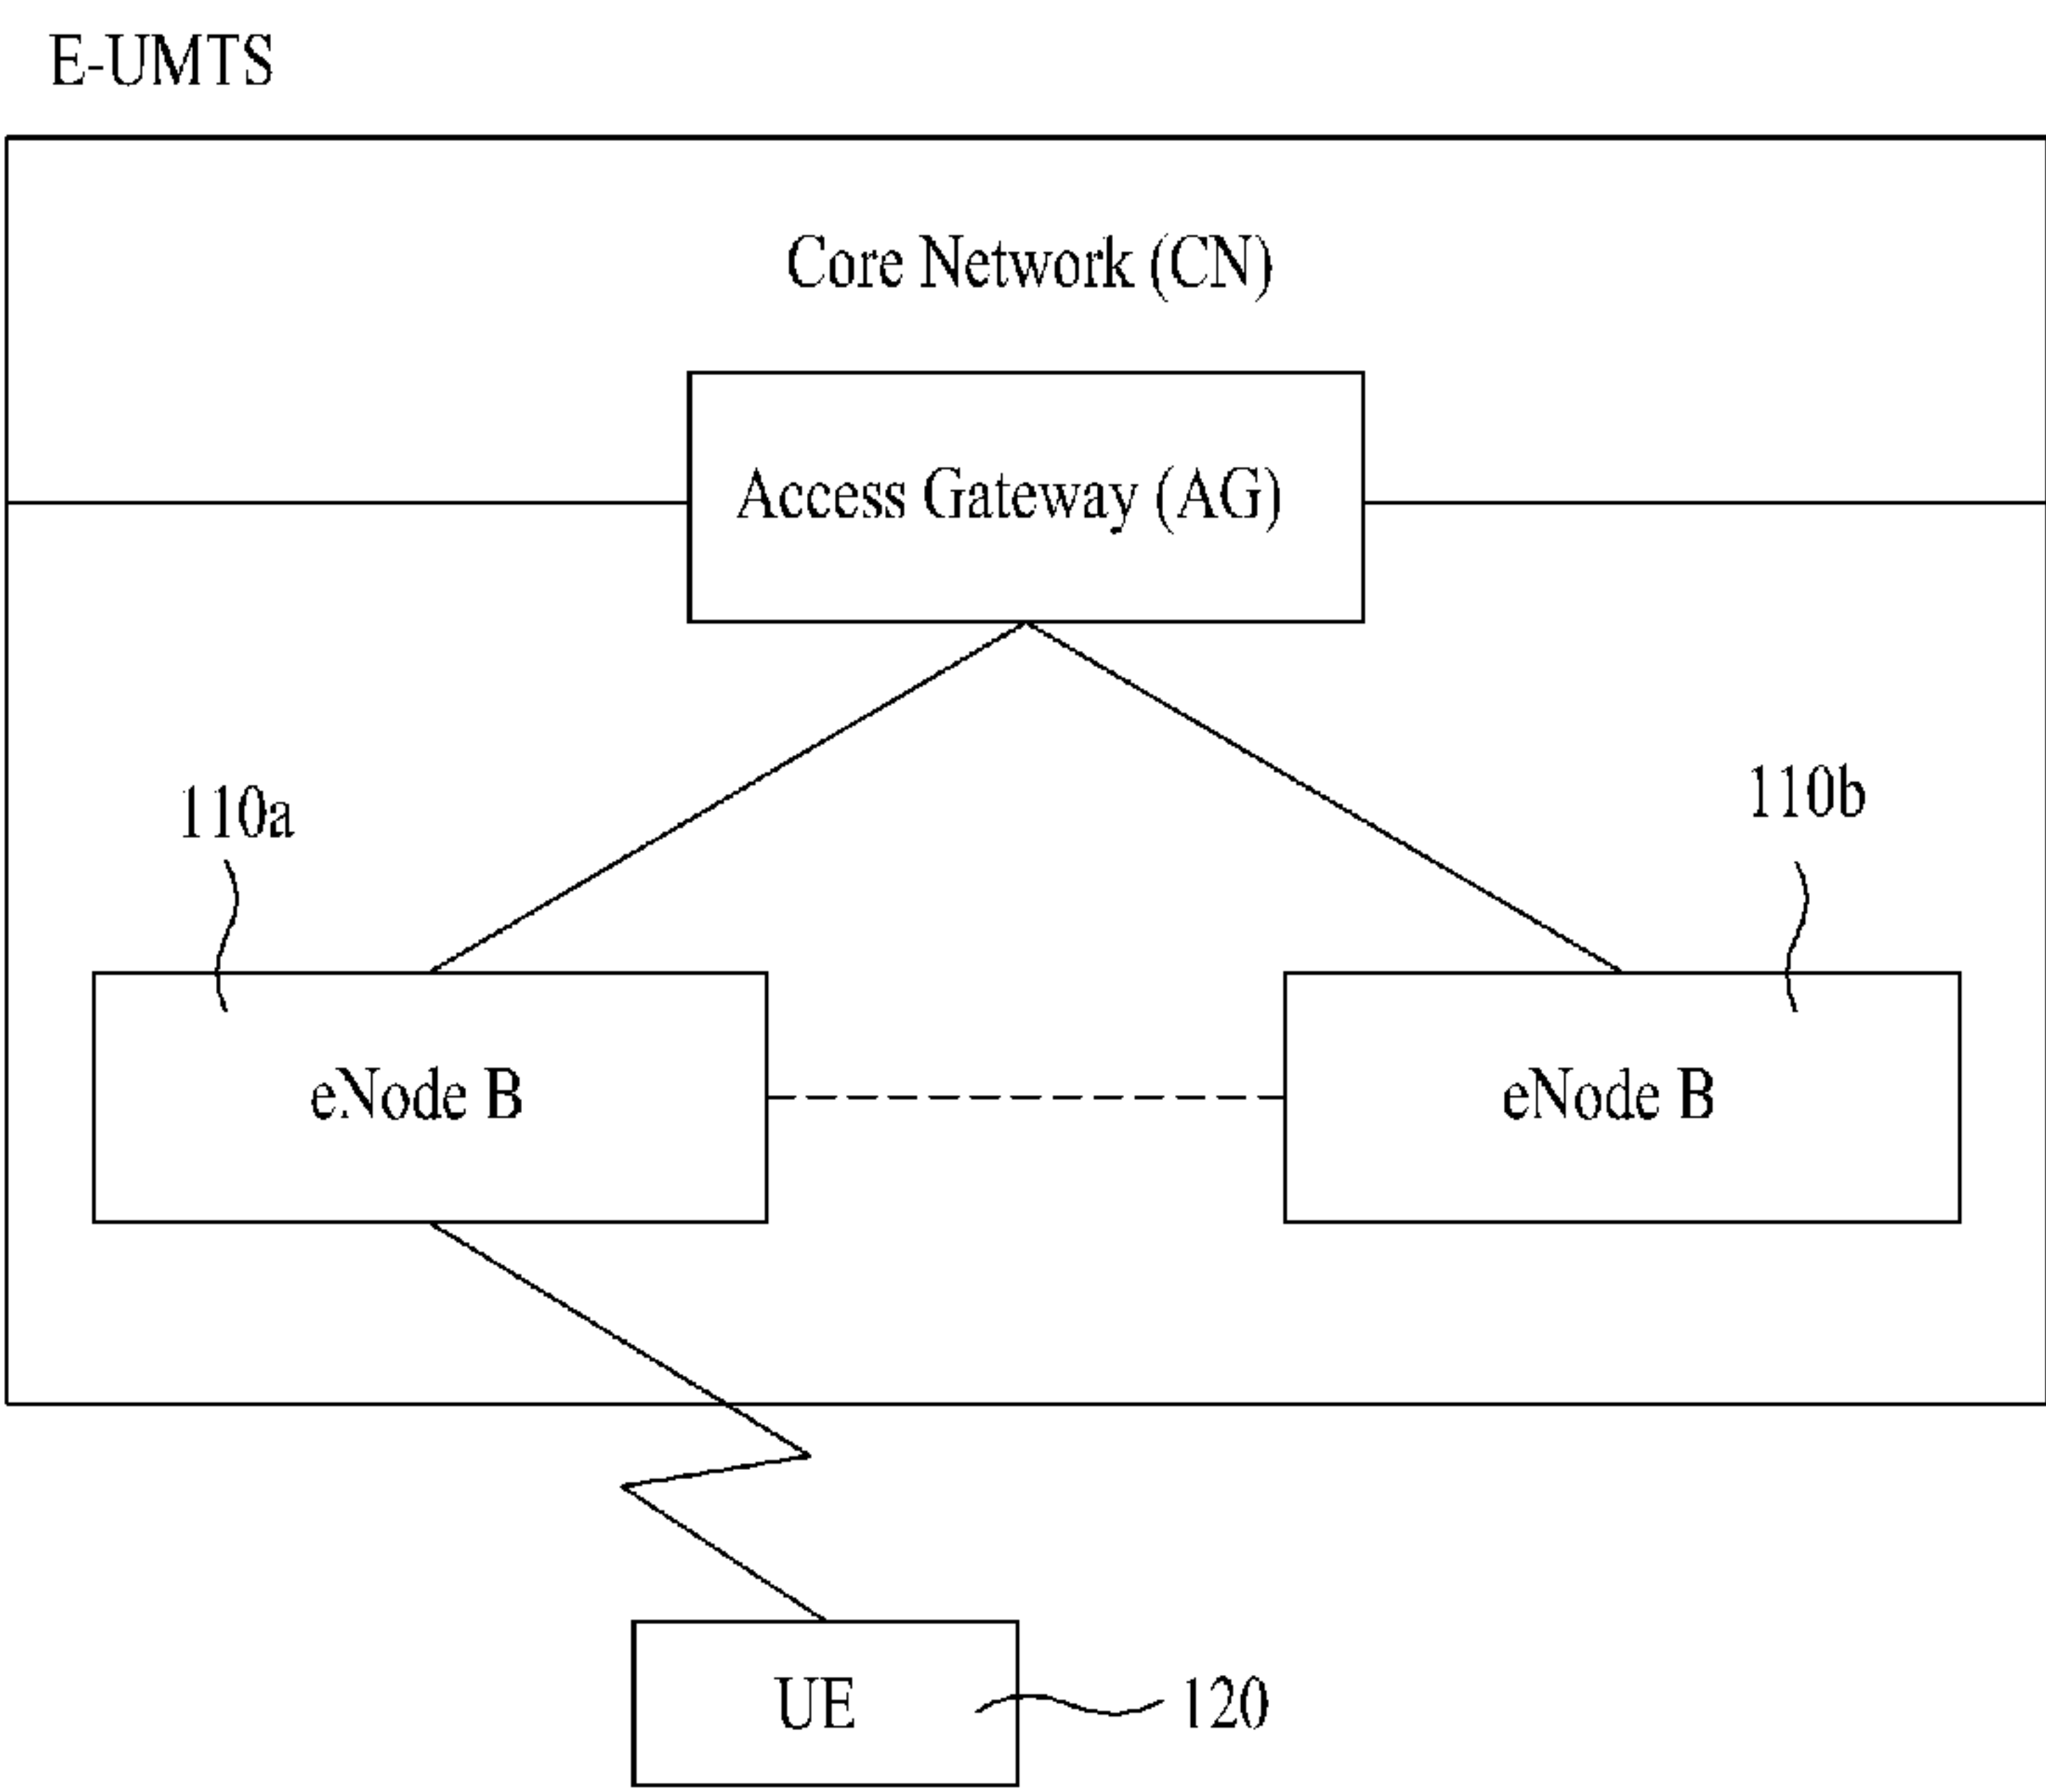 E-UMTS
Core Network (CN)
Access Gateway (AG)
110a
110b
eNode B
eNode B
UE
120